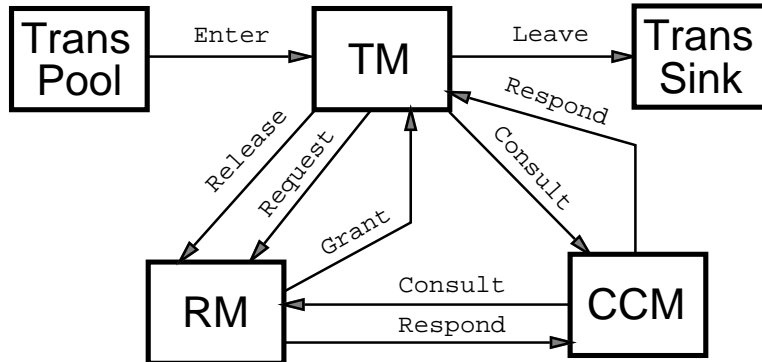 Trans
Pool
Enter
TM
Leave
Trans
Sink
Respond
Release
Request
Consult
Grant
RM
Consult
CCM
Respond